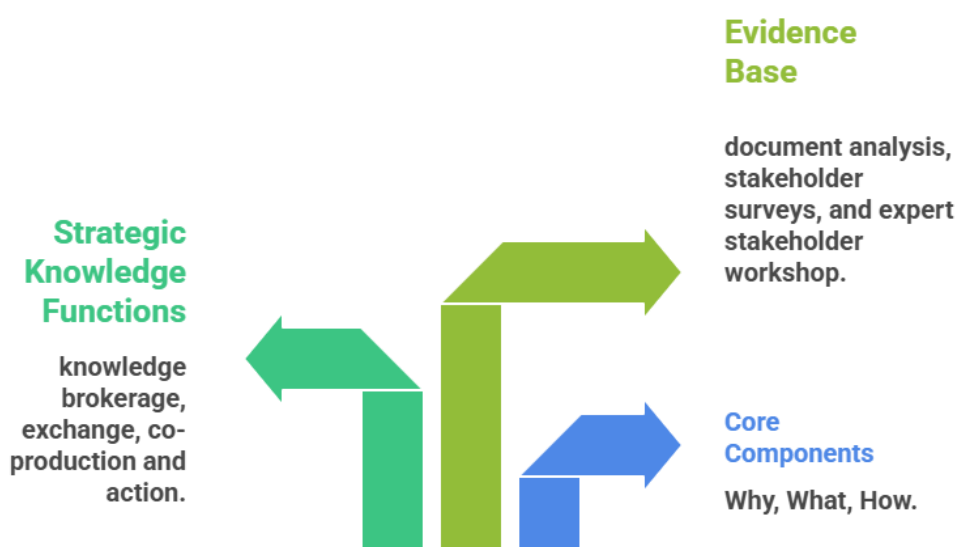 Evidence
Base
document analysis,
stakeholder
surveys, and expert
stakeholder
workshop.
Strategic
Knowledge
Functions
knowledge
brokerage,
exchange, co-
production and
action.
Core
Components
Why, What, How.